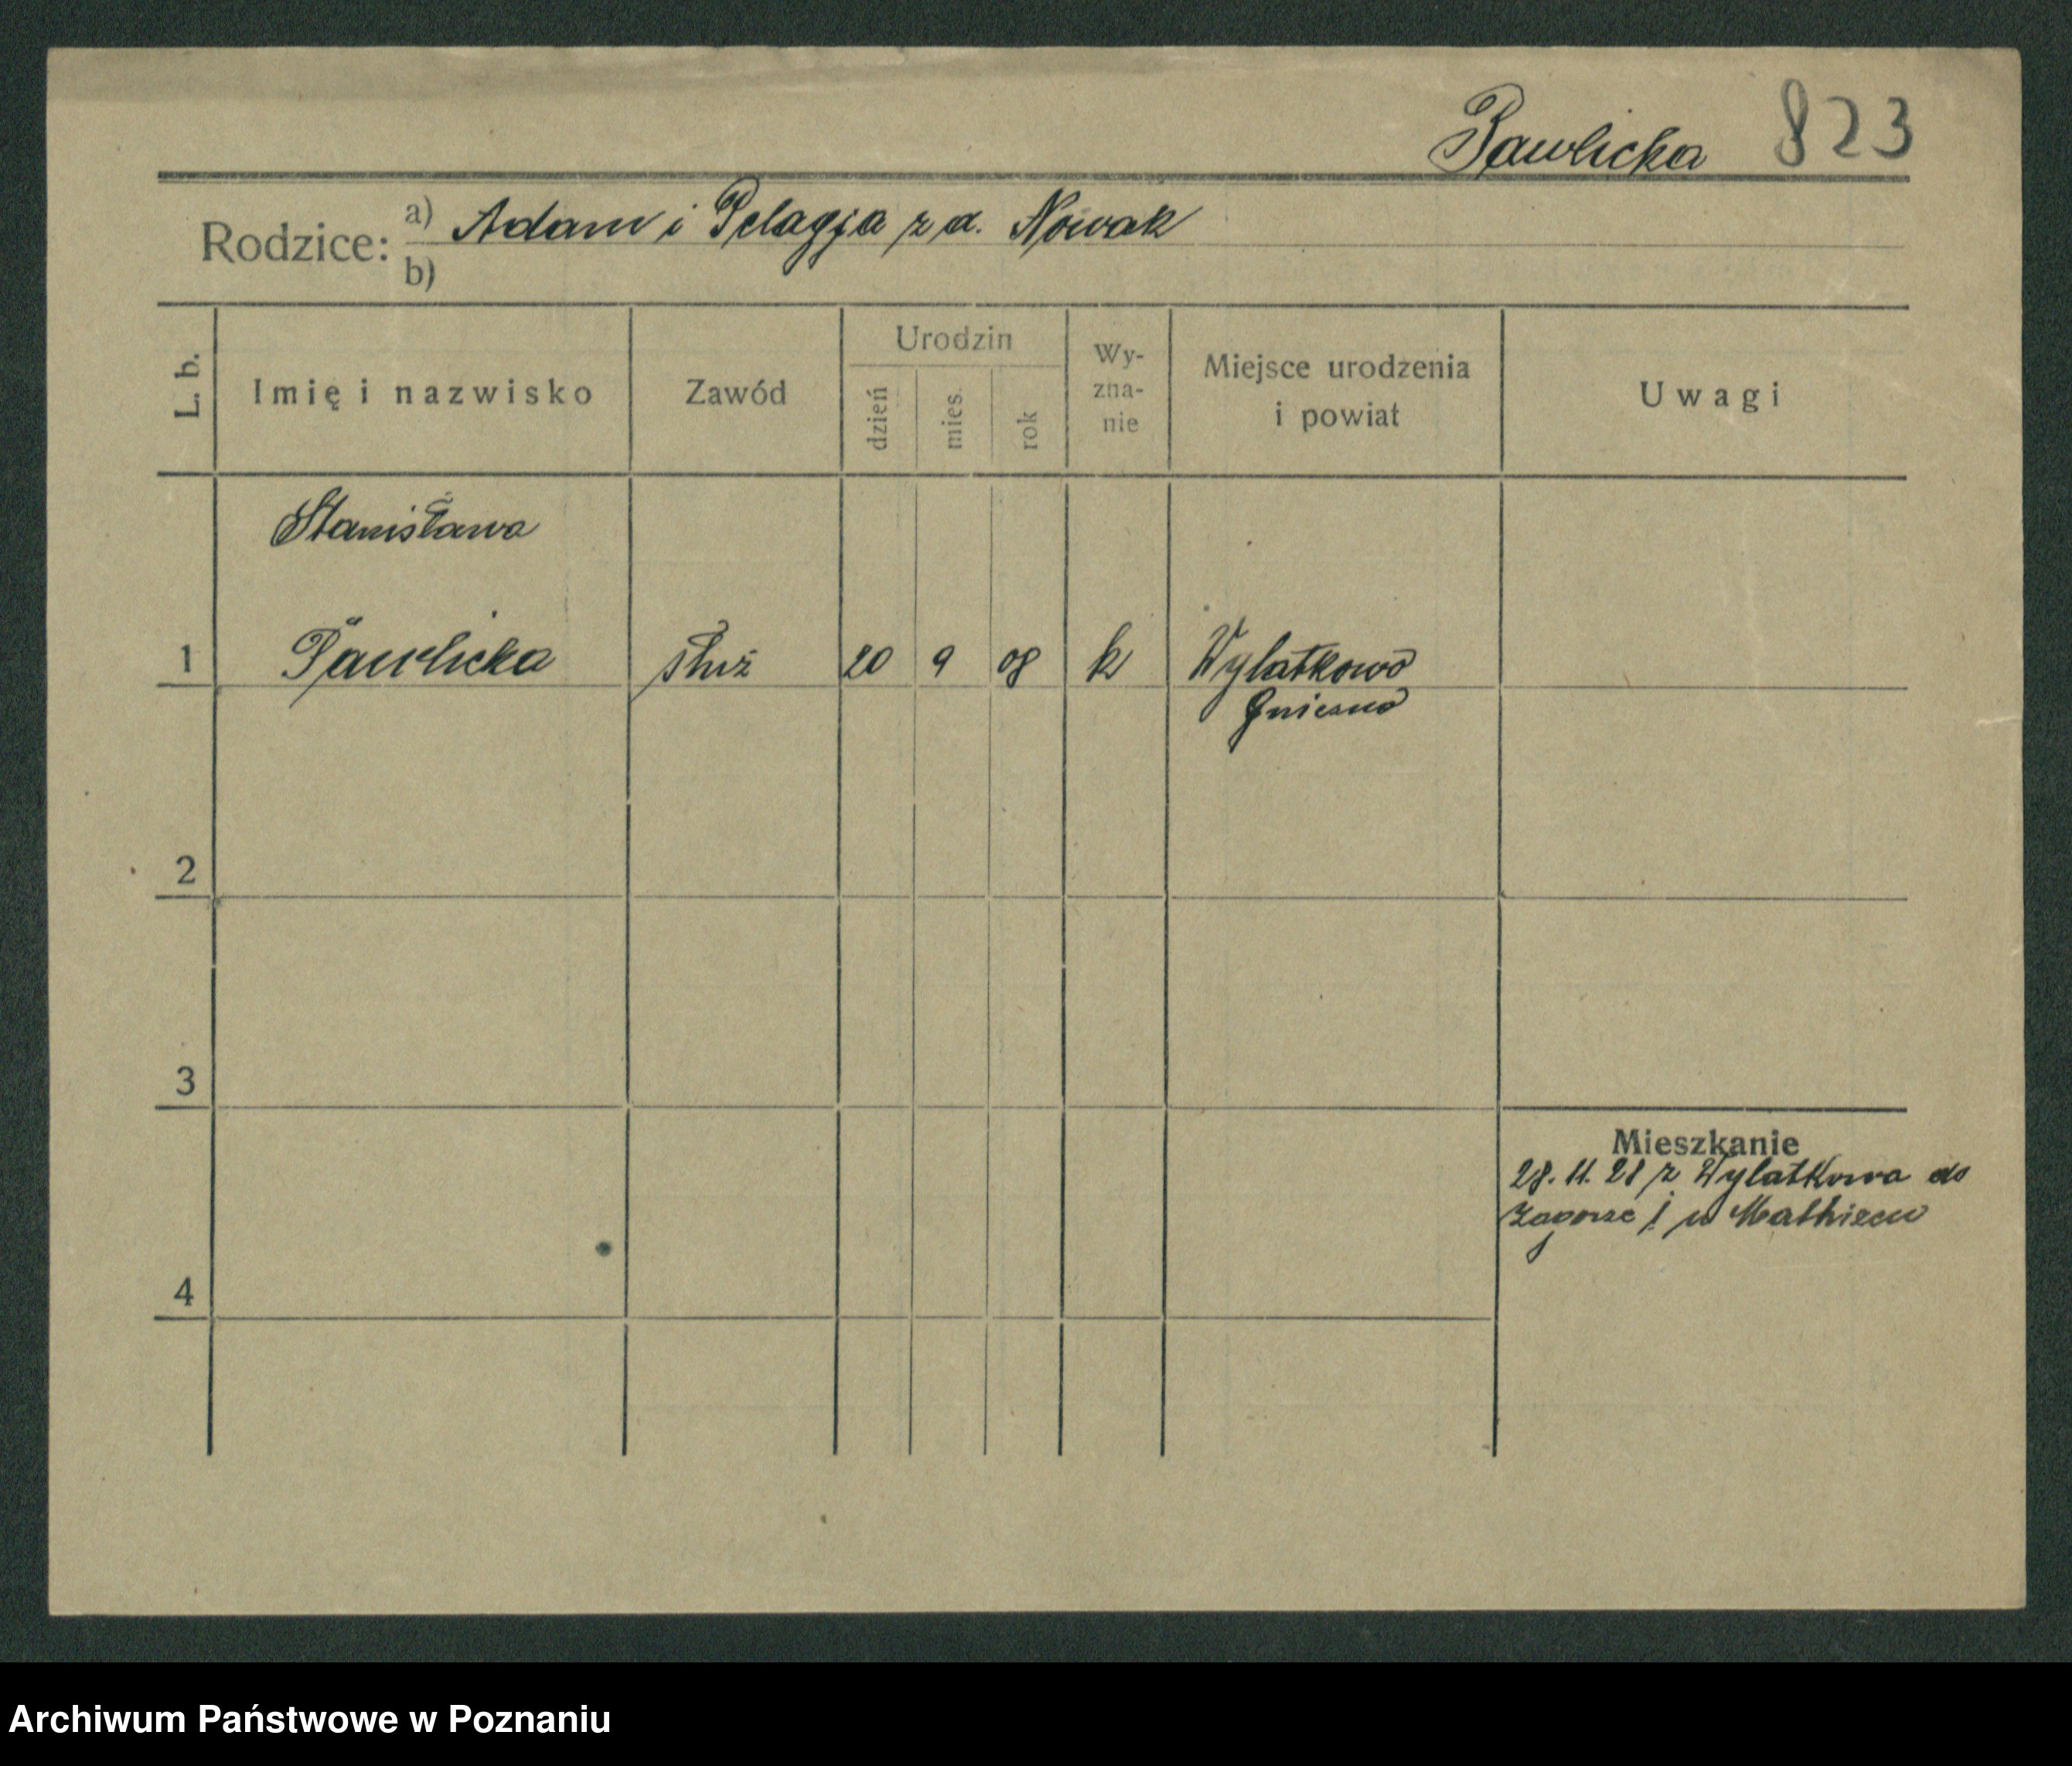 Pawlicka 823
Rodzice: a) Adam i Pelagja z d. Nowak
b)
L. b. Imię i nazwisko Zawód Urodzin dzień mies. rok Wy-zna-nie Miejsce urodzenia i powiat Uwagi
Stanisława
1 Pawlicka służ 20 9 08 k Wylatkowo
Gniezno
2
3
Mieszkanie
28. 11. 28 z Wylatkowa do
u
4
Archiwum Państwowe w Poznaniu